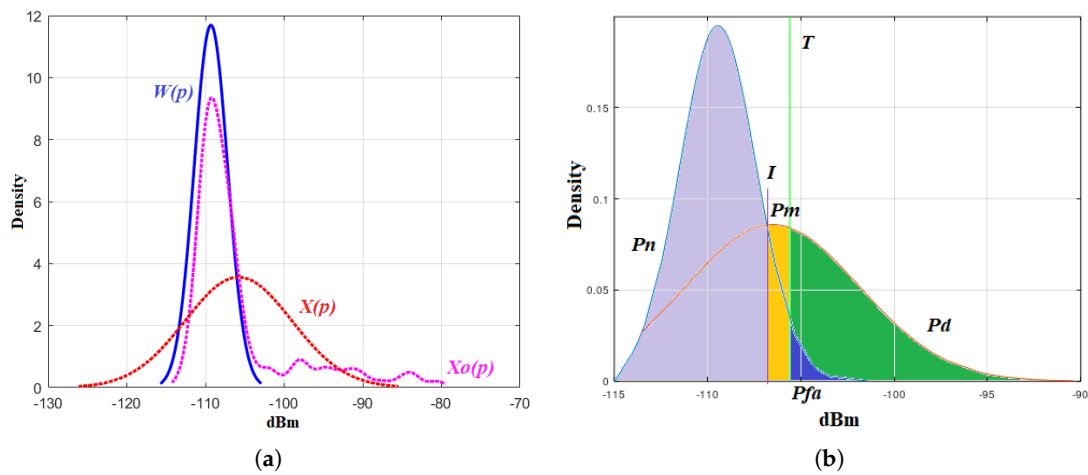 12
10
8
6
4
2
0
Density
W(p)
X(p)
Xo(p)
-130
-120
-110
-100
-90
-80
-70
dBm
(a)
0.15
0.1
0.05
0
Density
T
I
Pm
Pn
Pd
Pfa
-115
-110
-100
-95
-90
dBm
(b)